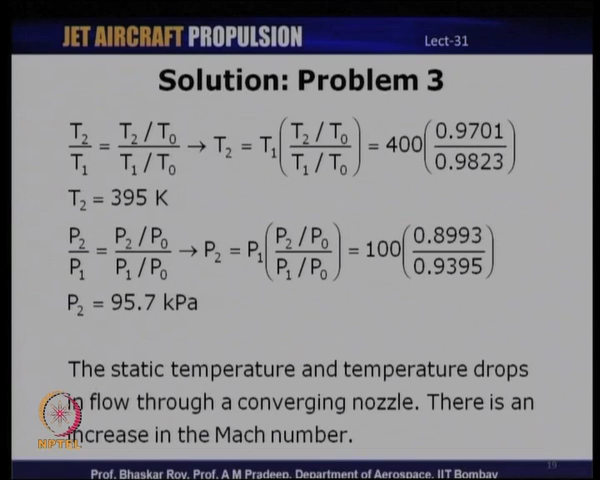 JET AIRCRAFT PROPULSION Lect-31
Solution: Problem 3
T₂/T₁ = (T₂ / T₀)/(T₁ / T₀) → T₂ = T₁((T₂ / T₀)/(T₁ / T₀)) = 400(0.9701/0.9823)
T₂ = 395 K
P₂/P₁ = (P₂ / P₀)/(P₁ / P₀) → P₂ = P₁((P₂ / P₀)/(P₁ / P₀)) = 100(0.8993/0.9395)
P₂ = 95.7 kPa
The static temperature and temperature drops
in flow through a converging nozzle. There is an
increase in the Mach number.
NPTEL
19
Prof. Bhaskar Roy, Prof. A M Pradeep, Department of Aerospace, IIT Bombay